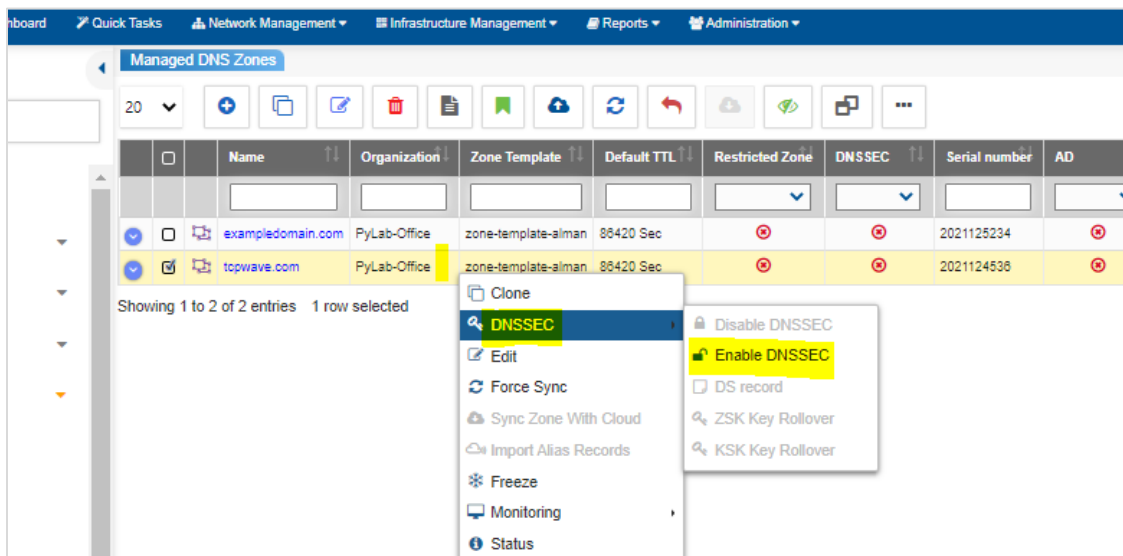 hboard Quick Tasks Network Management Infrastructure Management Reports Administration
Managed DNS Zones
20
Name Organization Zone Template Default TTL Restricted Zone DNSSEC Serial number AD
exampledomain.com PyLab-Office zone-template-alman 86420 Sec 2021125234
topwave.com PyLab-Office zone-template-alman 86420 Sec 2021124536
Showing 1 to 2 of 2 entries 1 row selected
Clone
DNSSEC
Edit
Force Sync
Sync Zone With Cloud
Import Alias Records
Freeze
Monitoring
Status
Disable DNSSEC
Enable DNSSEC
DS record
ZSK Key Rollover
KSK Key Rollover